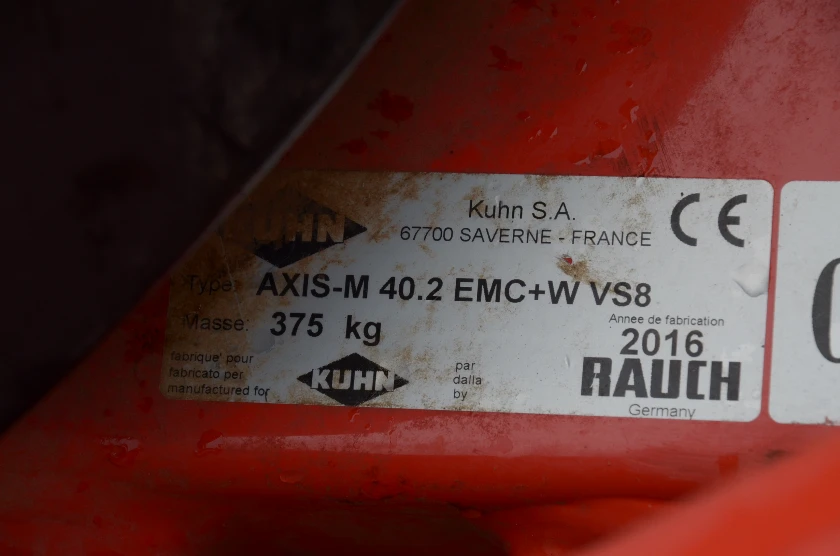 KUHN
Kuhn S.A.
67700 SAVERNE - FRANCE
CE
Type: AXIS-M 40.2 EMC+W VS8
Masse: 375 kg
Annee de fabrication
2016
fabrique' pour
fabricato per
manufactured for
KUHN
par
dalla
by
RAUCH
Germany